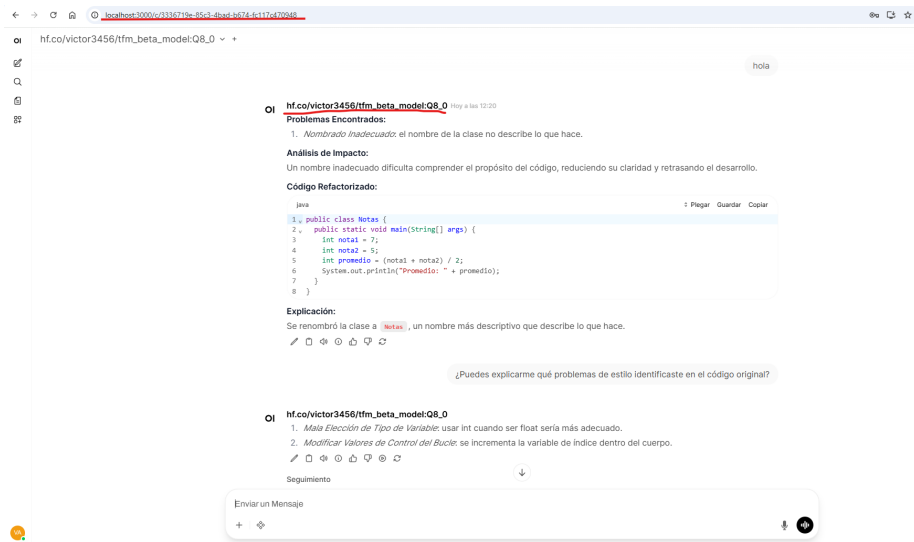 localhost:3000/c/3336719e-85c3-4bad-b674-fc117c470948
OI
hf.co/victor3456/tfm_beta_model:Q8_0
hola
OI
hf.co/victor3456/tfm_beta_model:Q8_0 Hoy a las 12:20
Problemas Encontrados:
1. Nombrado Inadecuado: el nombre de la clase no describe lo que hace.
Análisis de Impacto:
Un nombre inadecuado dificulta comprender el propósito del código, reduciendo su claridad y retrasando el desarrollo.
Código Refactorizado:
java Plegar Guardar Copiar
1 public class Notas {
2 public static void main(String[] args) {
3 int nota1 = 7;
4 int nota2 = 5;
5 int promedio = (nota1 + nota2) / 2;
6 System.out.println("Promedio: " + promedio);
7 }
8 }
Explicación:
Se renombró la clase a Notas , un nombre más descriptivo que describe lo que hace.
¿Puedes explicarme qué problemas de estilo identificaste en el código original?
OI
hf.co/victor3456/tfm_beta_model:Q8_0
1. Mala Elección de Tipo de Variable: usar int cuando ser float sería más adecuado.
2. Modificar Valores de Control del Bucle: se incrementa la variable de índice dentro del cuerpo.
Seguimiento
Enviar un Mensaje
VA